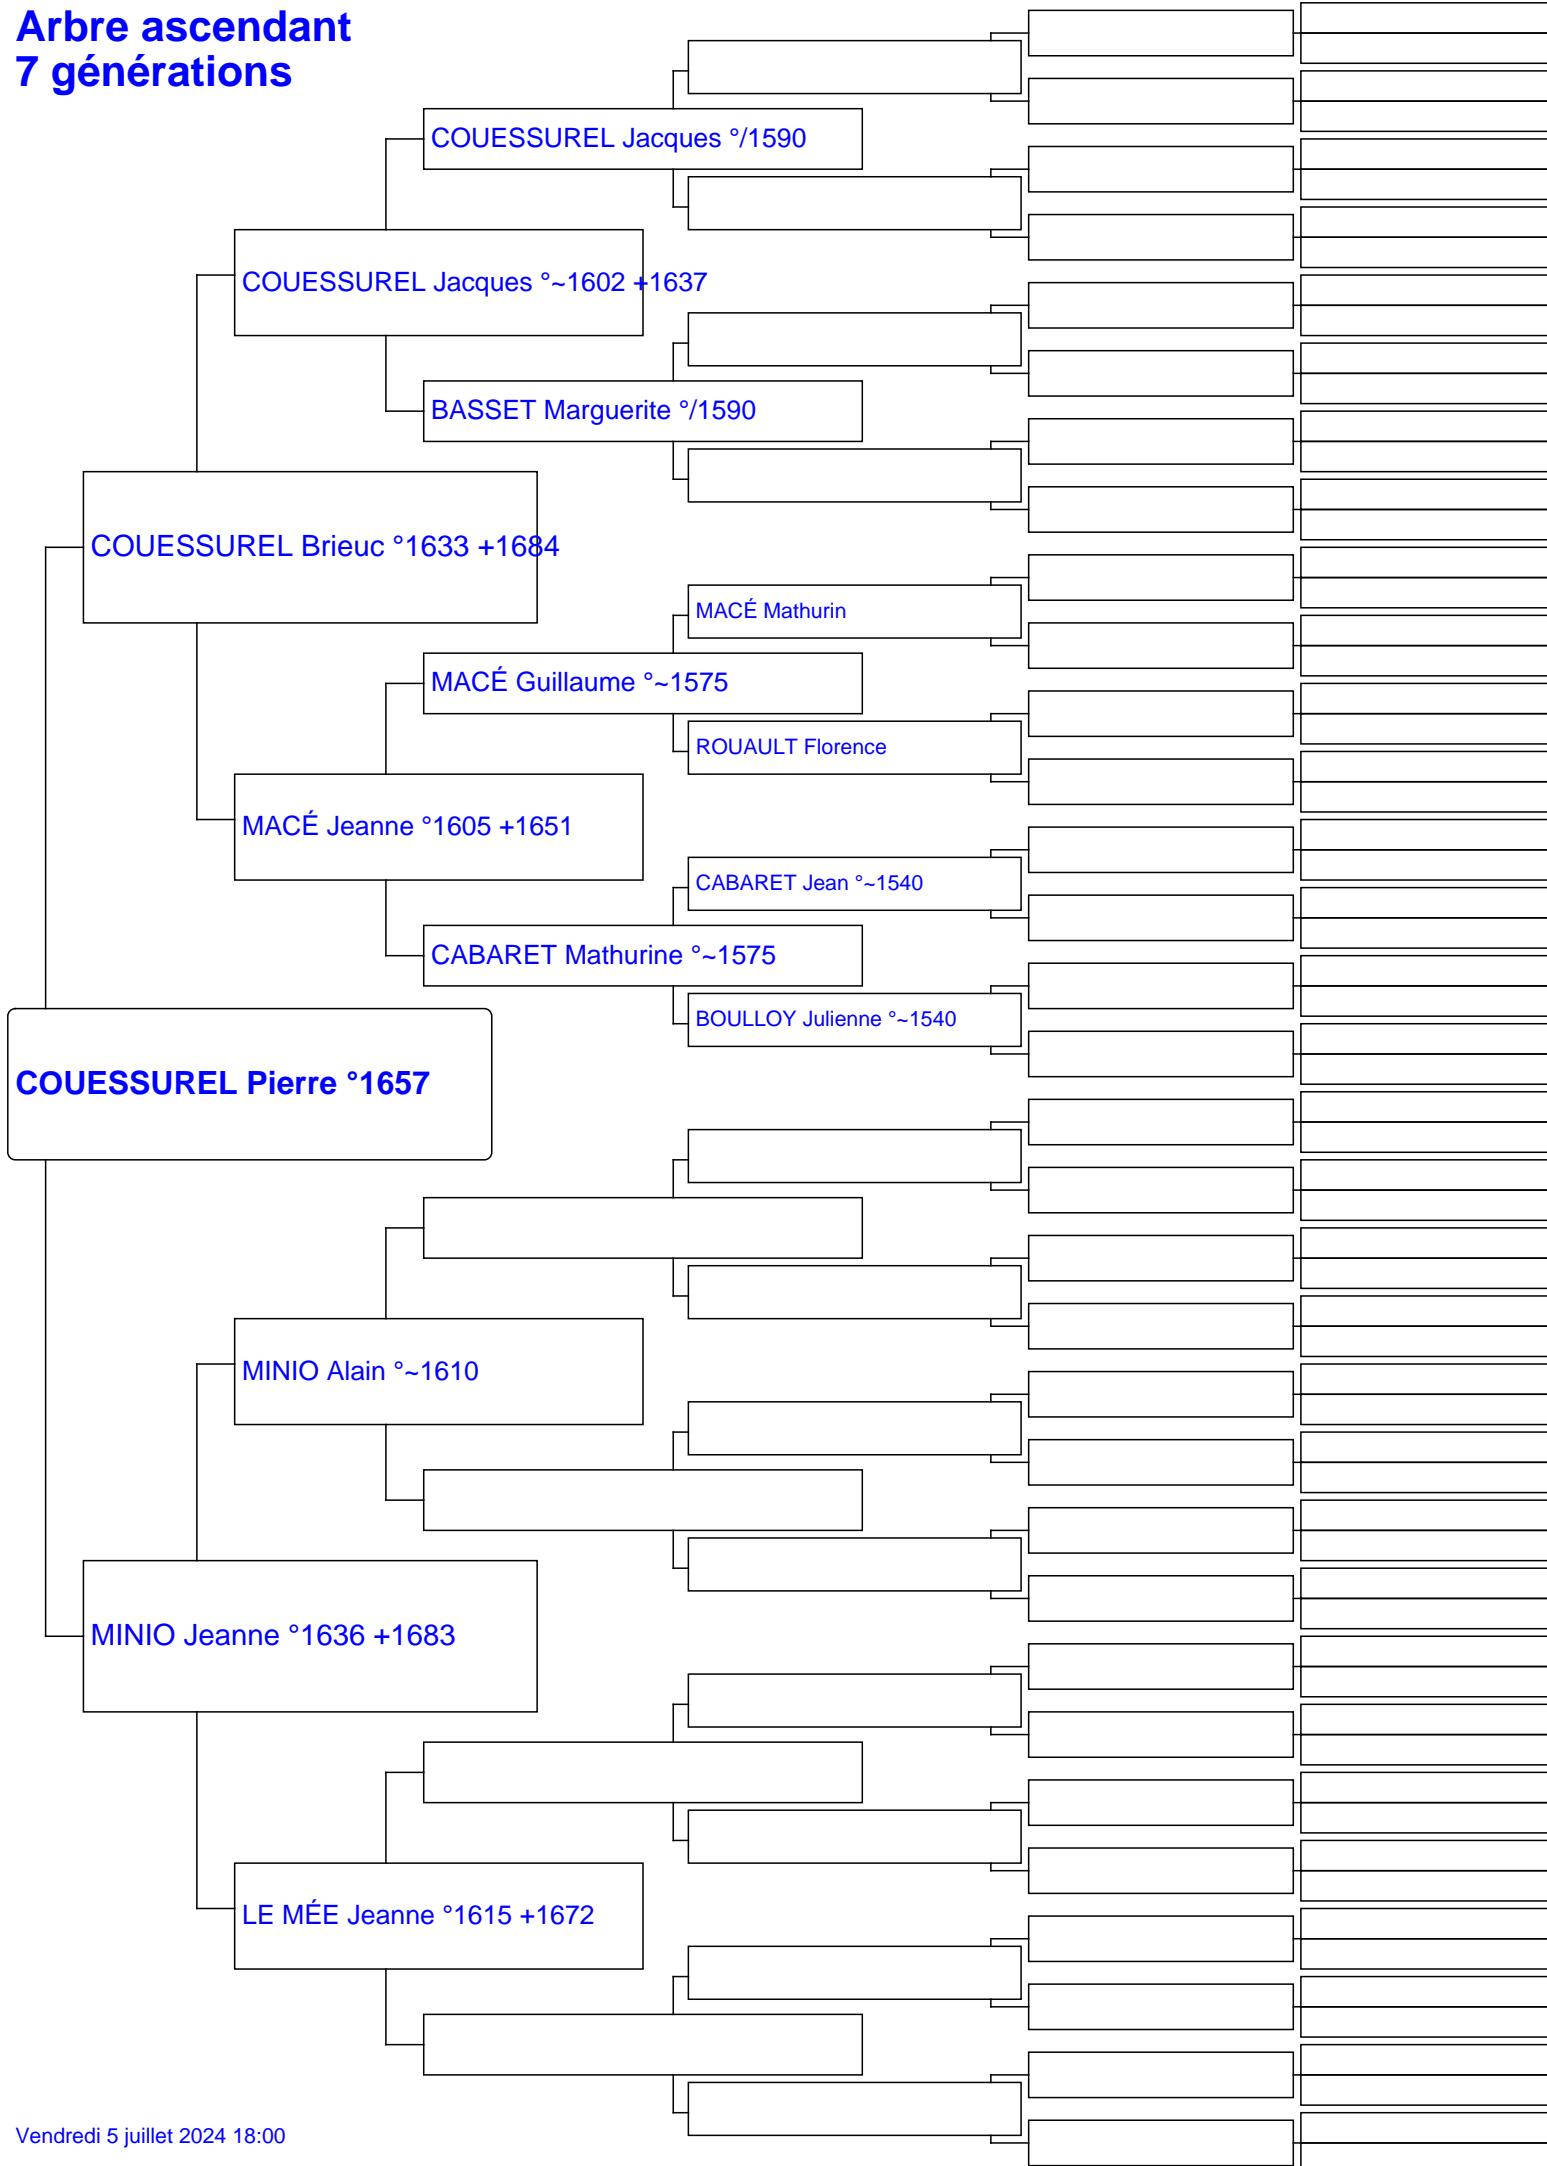 Arbre ascendant
7 générations
COUESSUREL Jacques °/1590
COUESSUREL Jacques °~1602 +1637
BASSET Marguerite °/1590
COUESSUREL Brieuc °1633 +1684
MACÉ Mathurin
MACÉ Guillaume °~1575
ROUAULT Florence
MACÉ Jeanne °1605 +1651
CABARET Jean °~1540
CABARET Mathurine °~1575
BOULLOY Julienne °~1540
COUESSUREL Pierre °1657
MINIO Alain °~1610
MINIO Jeanne °1636 +1683
LE MÉE Jeanne °1615 +1672
Vendredi 5 juillet 2024 18:00